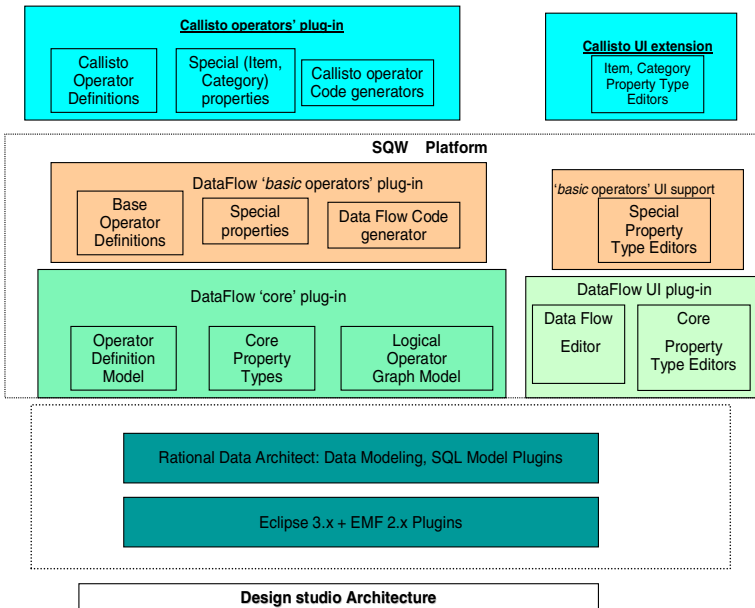 Callisto operators' plug-in
Callisto
Operator
Definitions
Special (Item,
Category)
properties
Callisto operator
Code generators
Callisto UI extension
Item, Category
Property Type
Editors
SQW Platform
DataFlow 'basic operators' plug-in
Base
Operator
Definitions
Special
properties
Data Flow Code
generator
'basic operators' UI support
Special
Property
Type Editors
DataFlow 'core' plug-in
Operator
Definition
Model
Core
Property
Types
Logical
Operator
Graph Model
DataFlow UI plug-in
Data Flow
Editor
Core
Property
Type Editors
Rational Data Architect: Data Modeling, SQL Model Plugins
Eclipse 3.x + EMF 2.x Plugins
Design studio Architecture